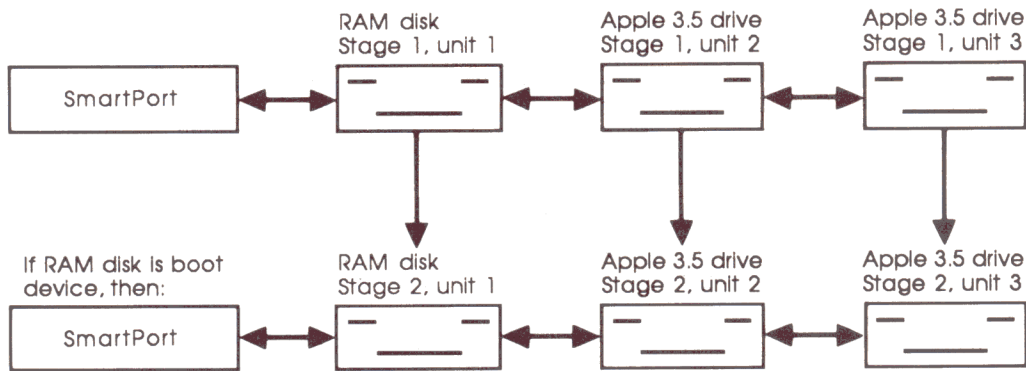 RAM disk
Stage 1, unit 1
Apple 3.5 drive
Stage 1, unit 2
Apple 3.5 drive
Stage 1, unit 3
SmartPort
If RAM disk is boot
device, then:
RAM disk
Stage 2, unit 1
Apple 3.5 drive
Stage 2, unit 2
Apple 3.5 drive
Stage 2, unit 3
SmartPort